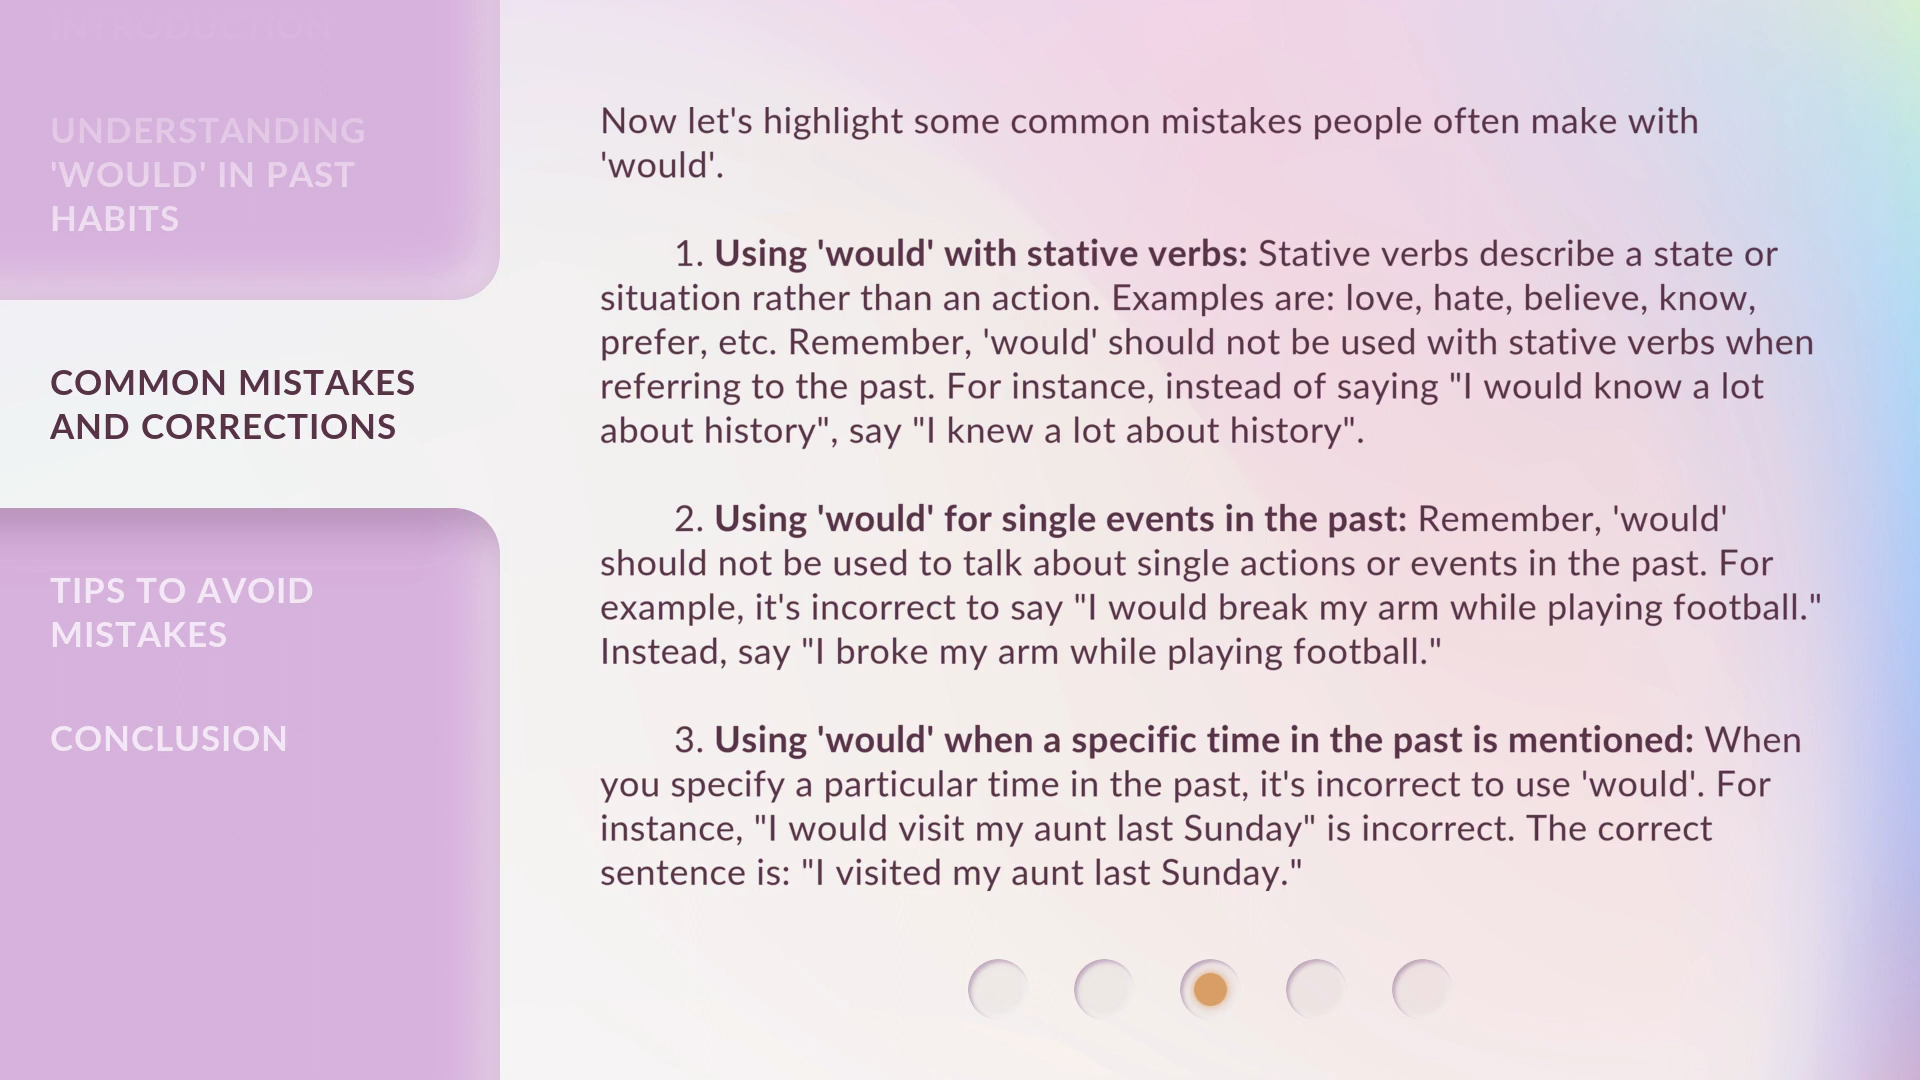 INTRODUCTION
UNDERSTANDING
'WOULD' IN PAST
HABITS
COMMON MISTAKES
AND CORRECTIONS
TIPS TO AVOID
MISTAKES
CONCLUSION
Now let's highlight some common mistakes people often make with
'would'.
1. Using 'would' with stative verbs: Stative verbs describe a state or
situation rather than an action. Examples are: love, hate, believe, know,
prefer, etc. Remember, 'would' should not be used with stative verbs when
referring to the past. For instance, instead of saying "I would know a lot
about history", say "I knew a lot about history".
2. Using 'would' for single events in the past: Remember, 'would'
should not be used to talk about single actions or events in the past. For
example, it's incorrect to say "I would break my arm while playing football."
Instead, say "I broke my arm while playing football."
3. Using 'would' when a specific time in the past is mentioned: When
you specify a particular time in the past, it's incorrect to use 'would'. For
instance, "I would visit my aunt last Sunday" is incorrect. The correct
sentence is: "I visited my aunt last Sunday."